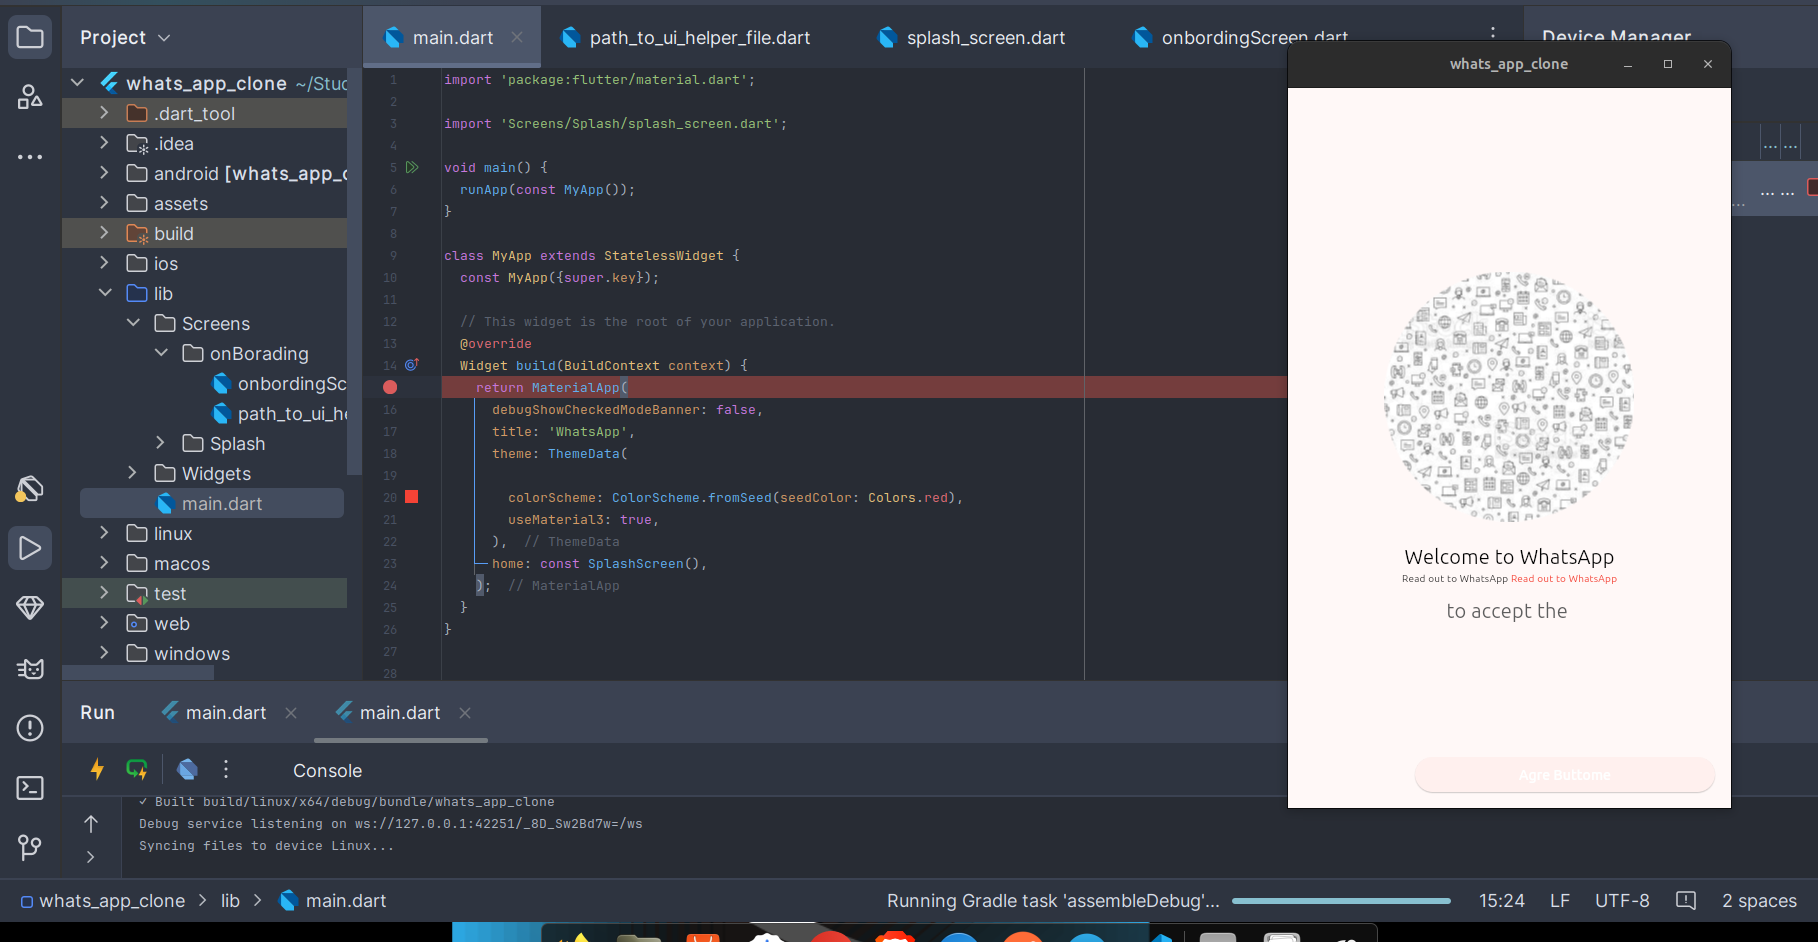 Project
main.dart
path_to_ui_helper_file.dart
splash_screen.dart
onbordingScreen.dart
Device Manager
whats_app_clone ~/Stud
.dart_tool
.idea
android [whats_app_c
assets
build
ios
lib
Screens
onBorading
onbordingSc
path_to_ui_he
Splash
Widgets
main.dart
linux
macos
test
web
windows
1 import 'package:flutter/material.dart';
2
3 import 'Screens/Splash/splash_screen.dart';
4
5 void main() {
6 runApp(const MyApp());
7 }
8
9 class MyApp extends StatelessWidget {
10 const MyApp({super.key});
11
12 // This widget is the root of your application.
13 @override
14 Widget build(BuildContext context) {
return MaterialApp(
16 debugShowCheckedModeBanner: false,
17 title: 'WhatsApp',
18 theme: ThemeData(
19
20 colorScheme: ColorScheme.fromSeed(seedColor: Colors.red),
21 useMaterial3: true,
22 ), // ThemeData
23 home: const SplashScreen(),
24 ); // MaterialApp
25 }
26 }
27
28
whats_app_clone
Welcome to WhatsApp
Read out to WhatsApp Read out to WhatsApp
to accept the
Agre Buttome
Run
main.dart
main.dart
Console
✓ Built build/linux/x64/debug/bundle/whats_app_clone
Debug service listening on ws://127.0.0.1:42251/_8D_Sw2Bd7w=/ws
Syncing files to device Linux...
whats_app_clone > lib > main.dart
Running Gradle task 'assembleDebug'...
15:24 LF UTF-8 2 spaces